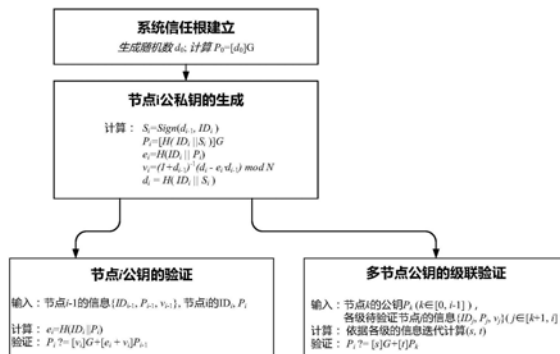 系统信任根建立
生成随机数 d₀; 计算 P₀=[d₀]G
节点i公私钥的生成
计算： Sᵢ=Sign(dᵢ₋₁, IDᵢ )
Pᵢ=[H( IDᵢ ||Sᵢ )]G
eᵢ=H(IDᵢ || Pᵢ)
vᵢ=(1+dᵢ₋₁)⁻¹(dᵢ - eᵢ·dᵢ₋₁) mod N
dᵢ = H( IDᵢ || Sᵢ )
节点i公钥的验证
输入：节点i-1的信息{IDᵢ₋₁, Pᵢ₋₁, vᵢ₋₁}, 节点i的IDᵢ, Pᵢ
计算： eᵢ=H(IDᵢ ||Pᵢ)
验证： Pᵢ ?= [vᵢ]G+[eᵢ + vᵢ]Pᵢ₋₁
多节点公钥的级联验证
输入：节点k的公钥Pₖ (k∈[0, i-1] ) ,
各级待验证节点j的信息{IDⱼ, Pⱼ, vⱼ}( j∈[k+1, i]
计算： 依据各级的信息迭代计算(s, t)
验证： Pᵢ ?= [s]G+[t]Pₖ